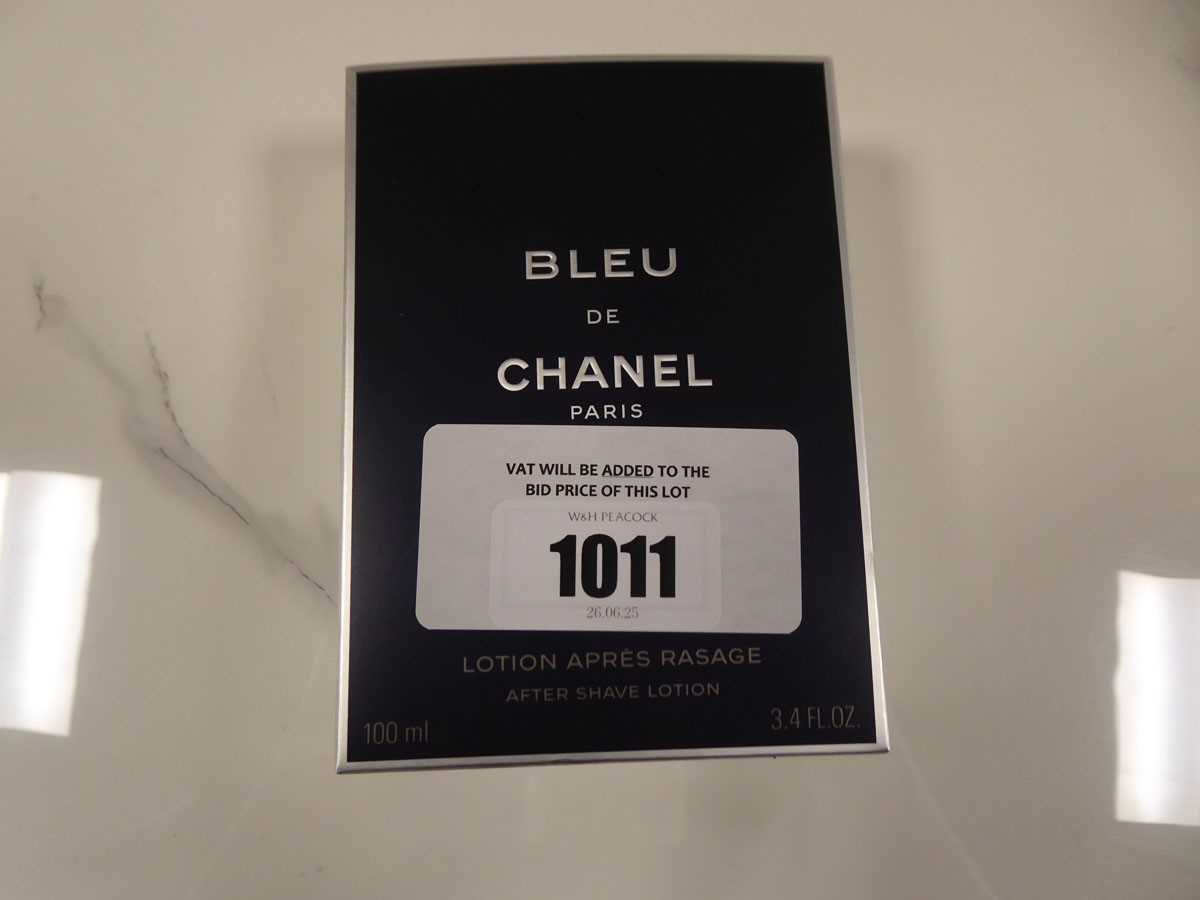 BLEU
DE
CHANEL
PARIS
VAT WILL BE ADDED TO THE
BID PRICE OF THIS LOT
W&H PEACOCK
1011
26.06.25
LOTION APRÈS RASAGE
AFTER SHAVE LOTION
100 ml
3.4 FL.OZ.